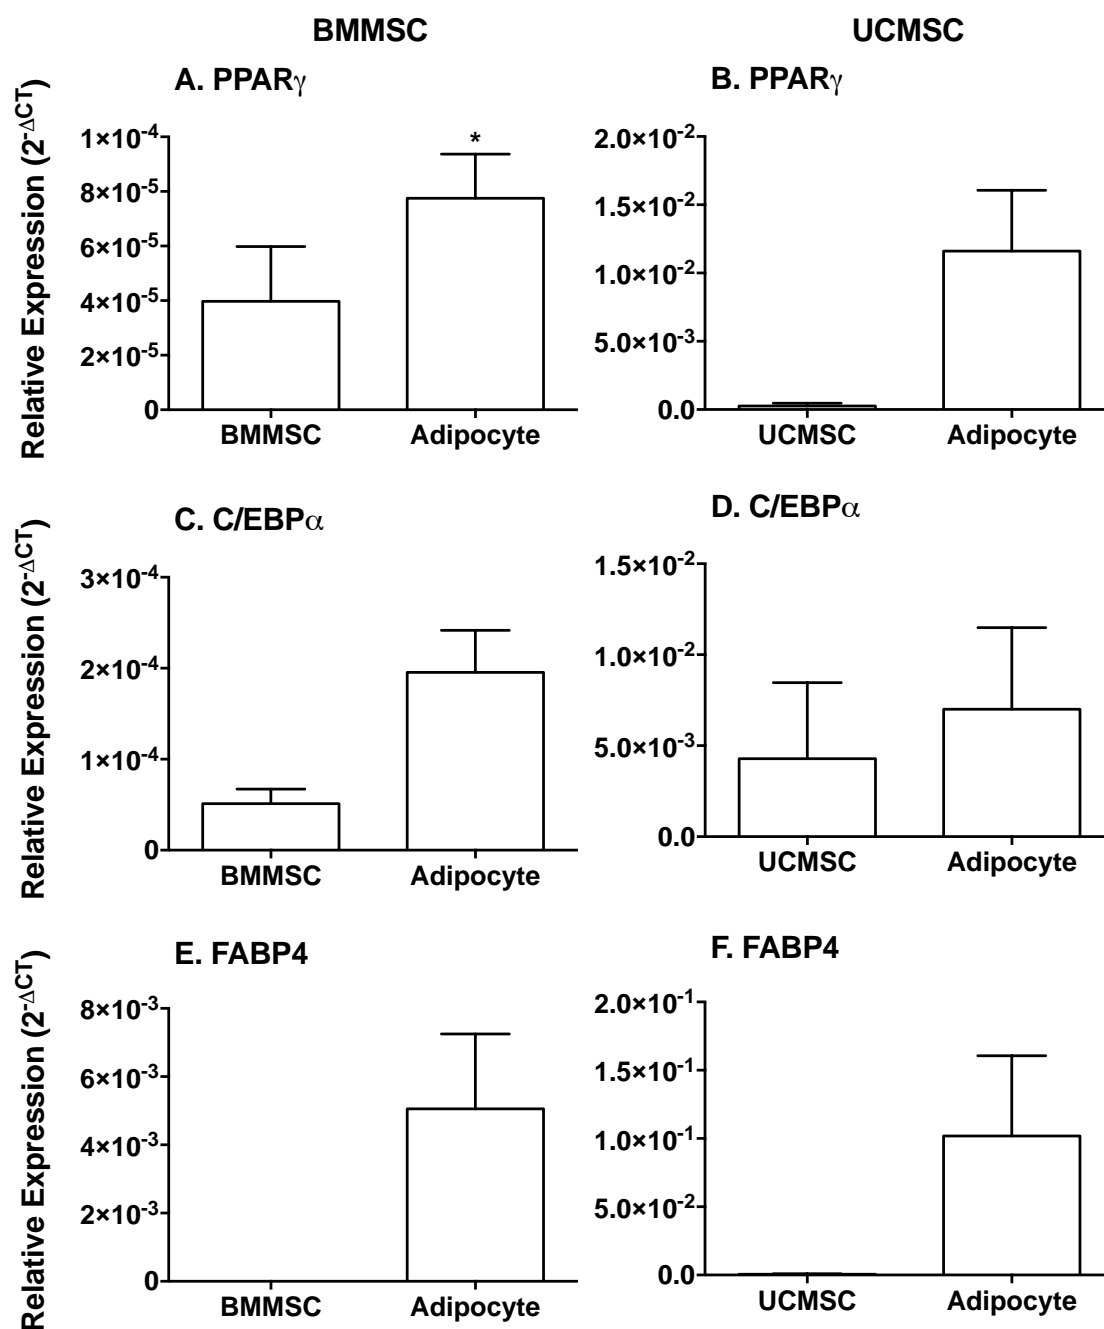 BMMSC
UCMSC
A. PPARγ
B. PPARγ
Relative Expression (2^-ΔCT)
1×10^-4
8×10^-5
6×10^-5
4×10^-5
2×10^-5
0
*
BMMSC
Adipocyte
2.0×10^-2
1.5×10^-2
1.0×10^-2
5.0×10^-3
0.0
UCMSC
Adipocyte
C. C/EBPα
D. C/EBPα
Relative Expression (2^-ΔCT)
3×10^-4
2×10^-4
1×10^-4
0
BMMSC
Adipocyte
1.5×10^-2
1.0×10^-2
5.0×10^-3
0.0
UCMSC
Adipocyte
E. FABP4
F. FABP4
Relative Expression (2^-ΔCT)
8×10^-3
6×10^-3
4×10^-3
2×10^-3
0
BMMSC
Adipocyte
2.0×10^-1
1.5×10^-1
1.0×10^-1
5.0×10^-2
0.0
UCMSC
Adipocyte